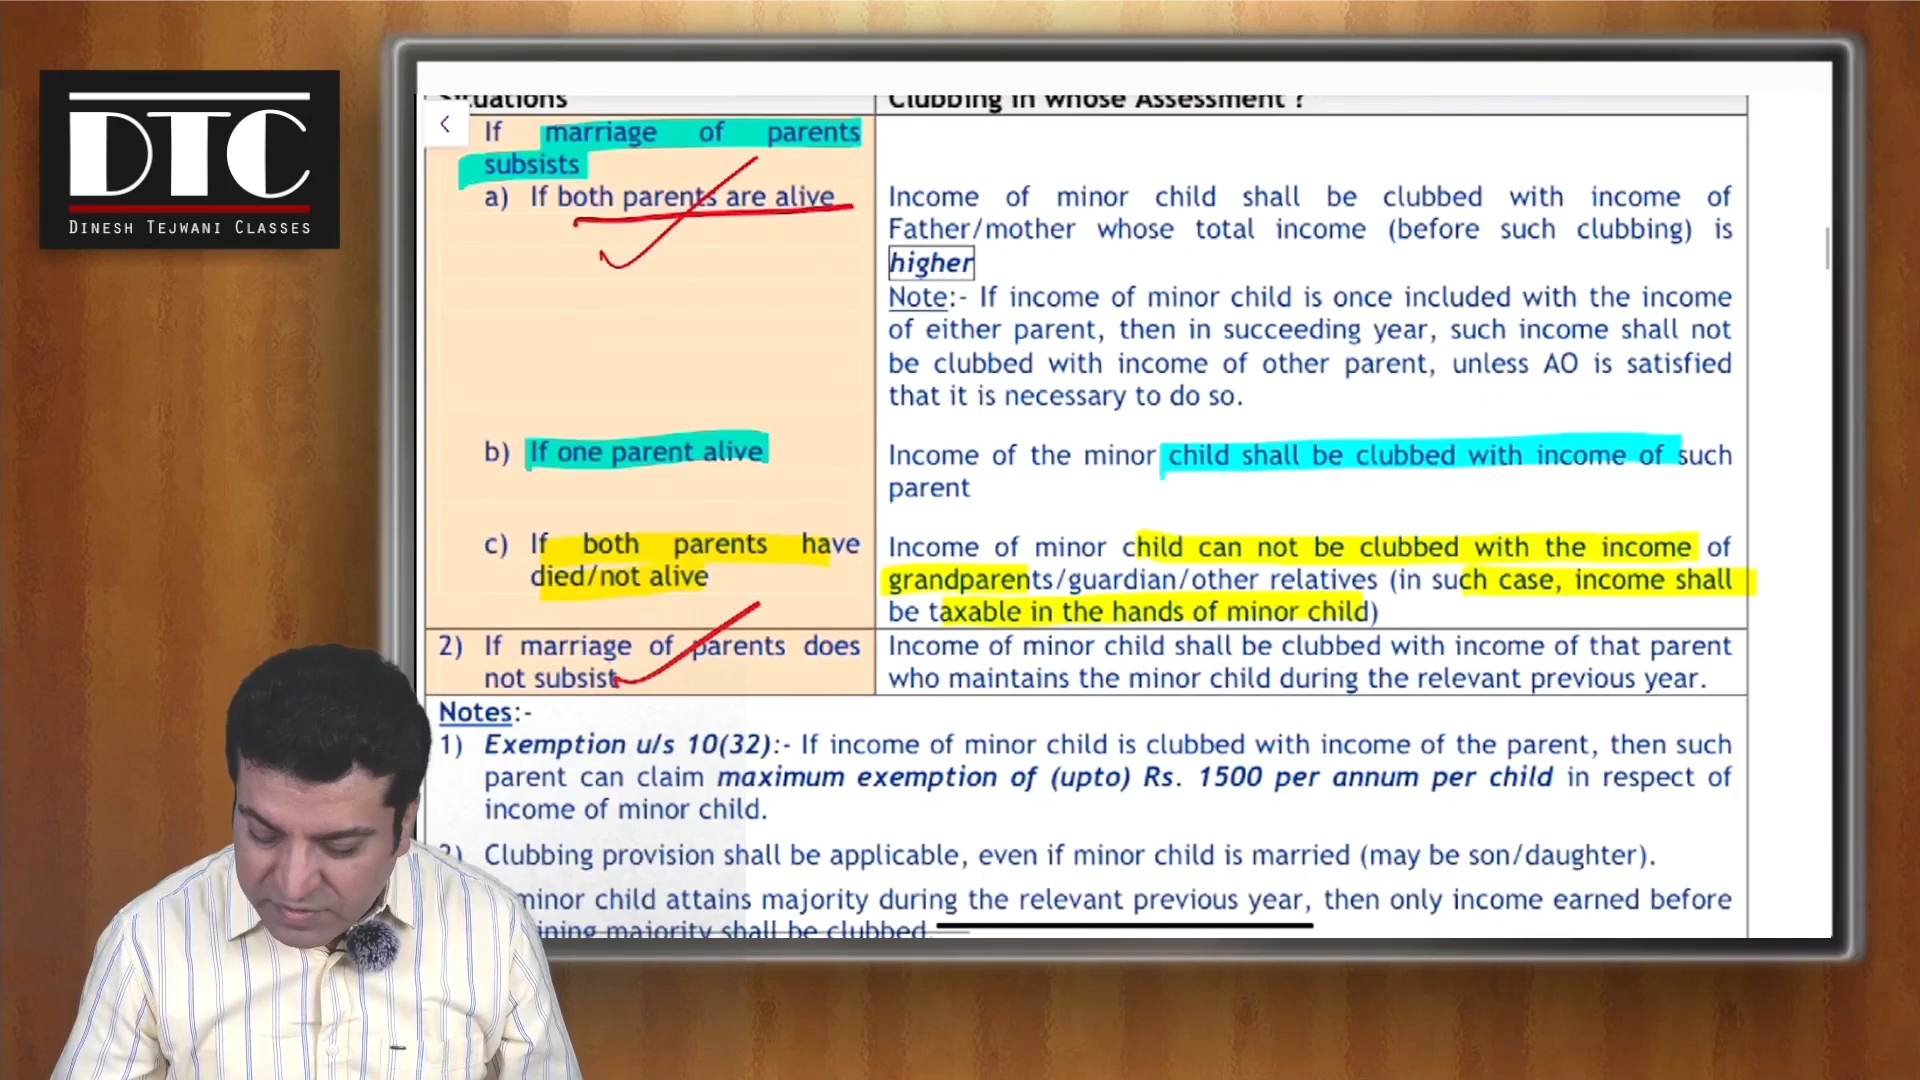 DTC
DINESH TEJWANI CLASSES
Situations
Clubbing in whose Assessment ?
If marriage of parents
subsists
a) If both parents are alive
Income of minor child shall be clubbed with income of
Father/mother whose total income (before such clubbing) is
higher
Note:- If income of minor child is once included with the income
of either parent, then in succeeding year, such income shall not
be clubbed with income of other parent, unless AO is satisfied
that it is necessary to do so.
b) If one parent alive
Income of the minor child shall be clubbed with income of such
parent
c) If both parents have
died/not alive
Income of minor child can not be clubbed with the income of
grandparents/guardian/other relatives (in such case, income shall
be taxable in the hands of minor child)
2) If marriage of parents does
not subsist
Income of minor child shall be clubbed with income of that parent
who maintains the minor child during the relevant previous year.
Notes:-
1) Exemption u/s 10(32):- If income of minor child is clubbed with income of the parent, then such
parent can claim maximum exemption of (upto) Rs. 1500 per annum per child in respect of
income of minor child.
2) Clubbing provision shall be applicable, even if minor child is married (may be son/daughter).
minor child attains majority during the relevant previous year, then only income earned before
majority shall be clubbed.